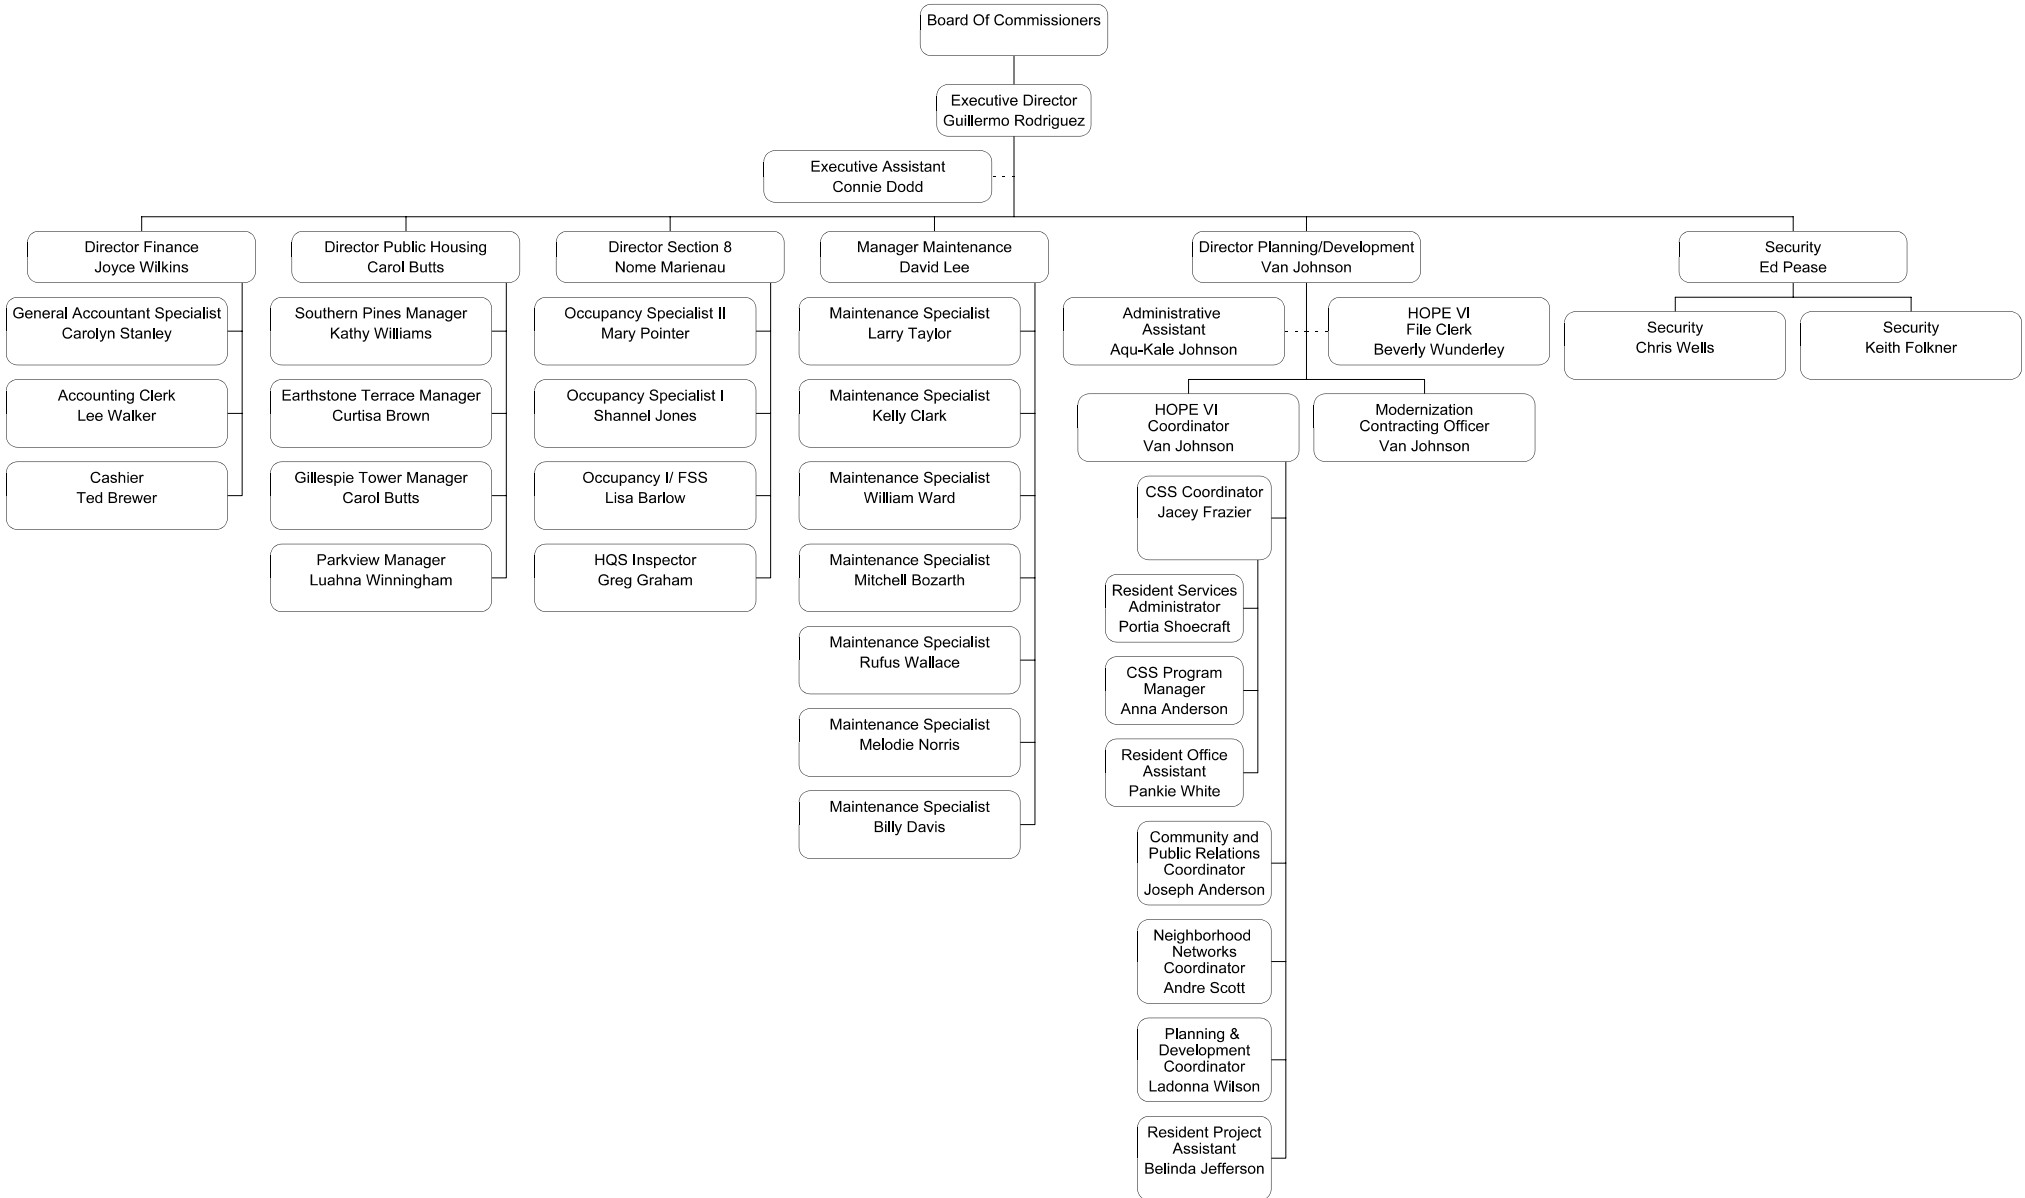 Board Of Commissioners
Executive Director
Guillermo Rodriguez
Executive Assistant
Connie Dodd
Director Finance
Joyce Wilkins
General Accountant Specialist
Carolyn Stanley
Accounting Clerk
Lee Walker
Cashier
Ted Brewer
Director Public Housing
Carol Butts
Southern Pines Manager
Kathy Williams
Earthstone Terrace Manager
Curtisa Brown
Gillespie Tower Manager
Carol Butts
Parkview Manager
Luahna Winningham
Director Section 8
Nome Marienau
Occupancy Specialist II
Mary Pointer
Occupancy Specialist I
Shannel Jones
Occupancy I/ FSS
Lisa Barlow
HQS Inspector
Greg Graham
Manager Maintenance
David Lee
Maintenance Specialist
Larry Taylor
Maintenance Specialist
Kelly Clark
Maintenance Specialist
William Ward
Maintenance Specialist
Mitchell Bozarth
Maintenance Specialist
Rufus Wallace
Maintenance Specialist
Melodie Norris
Maintenance Specialist
Billy Davis
Director Planning/Development
Van Johnson
Administrative
Assistant
Aqu-Kale Johnson
HOPE VI
File Clerk
Beverly Wunderley
HOPE VI
Coordinator
Van Johnson
Modernization
Contracting Officer
Van Johnson
CSS Coordinator
Jacey Frazier
Resident Services
Administrator
Portia Shoecraft
CSS Program
Manager
Anna Anderson
Resident Office
Assistant
Pankie White
Community and
Public Relations
Coordinator
Joseph Anderson
Neighborhood
Networks
Coordinator
Andre Scott
Planning &
Development
Coordinator
Ladonna Wilson
Resident Project
Assistant
Belinda Jefferson
Security
Ed Pease
Security
Chris Wells
Security
Keith Folkner